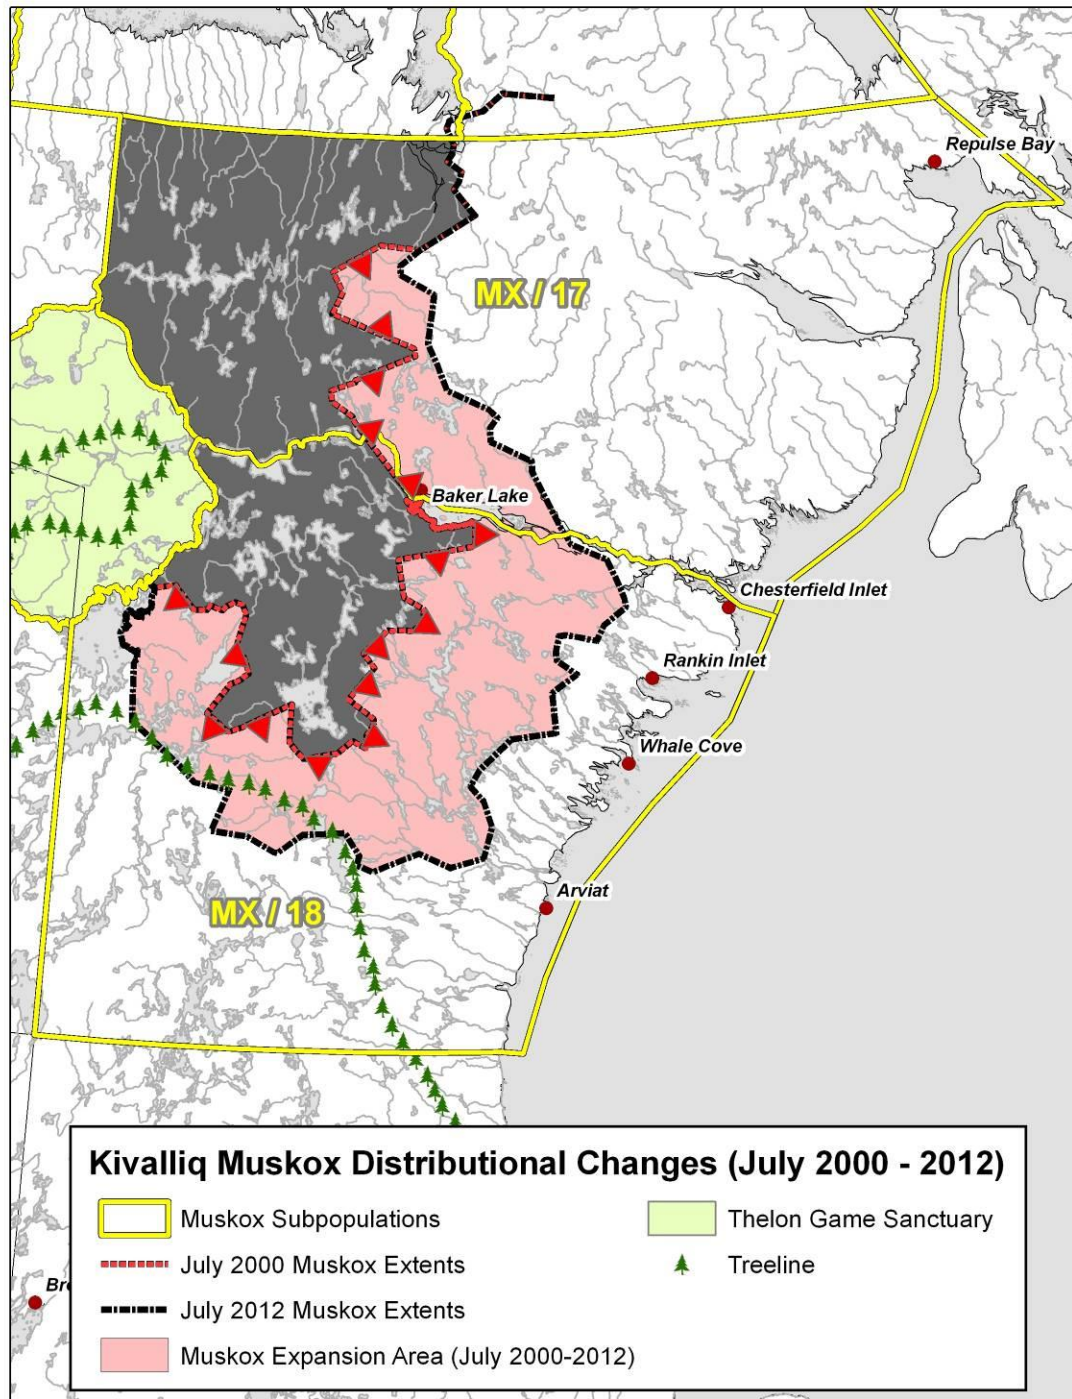 Repulse Bay
MX / 17
Baker Lake
Chesterfield Inlet
Rankin Inlet
Whale Cove
Arviat
MX / 18
Kivalliq Muskox Distributional Changes (July 2000 - 2012)
Muskox Subpopulations
July 2000 Muskox Extents
July 2012 Muskox Extents
Muskox Expansion Area (July 2000-2012)
Thelon Game Sanctuary
Treeline